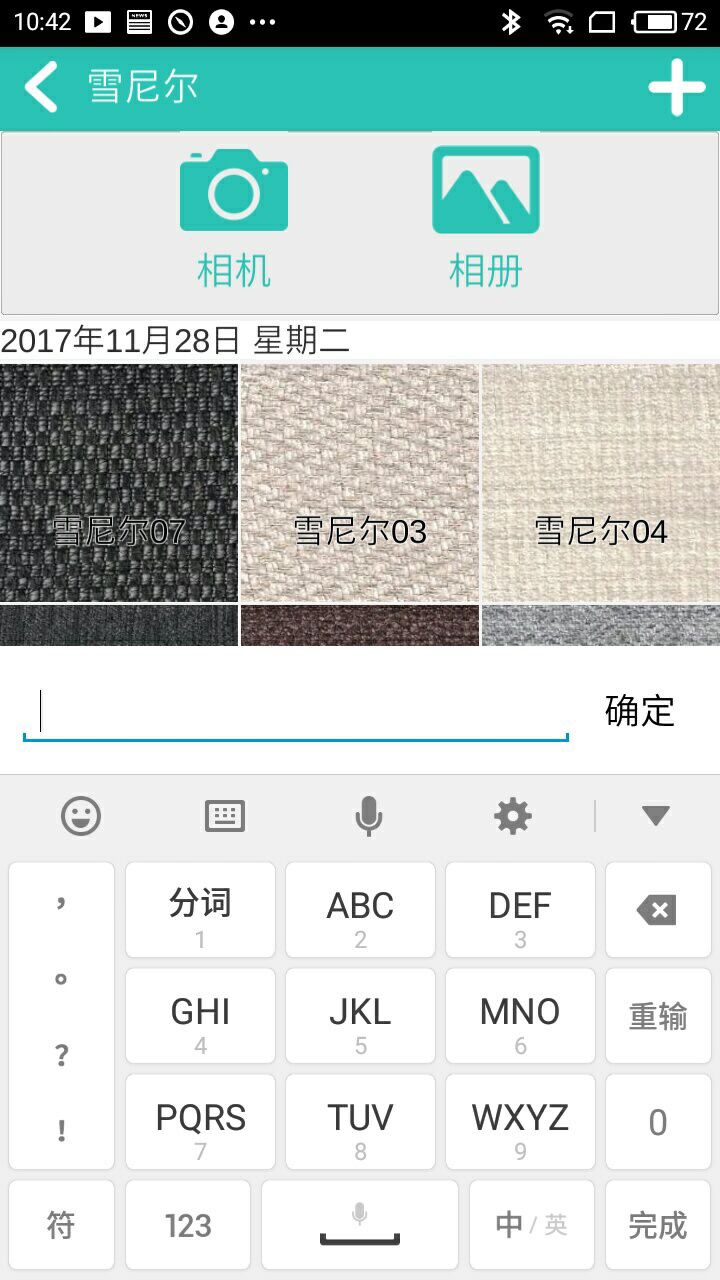 10:42 NEWS 72
雪尼尔
相机 相册
2017年11月28日 星期二
雪尼尔07 雪尼尔03 雪尼尔04
确定
， 分词 ABC DEF
1 2 3
。 GHI JKL MNO 重输
4 5 6
？ PQRS TUV WXYZ 0
！ 7 8 9
符 123 中/英 完成